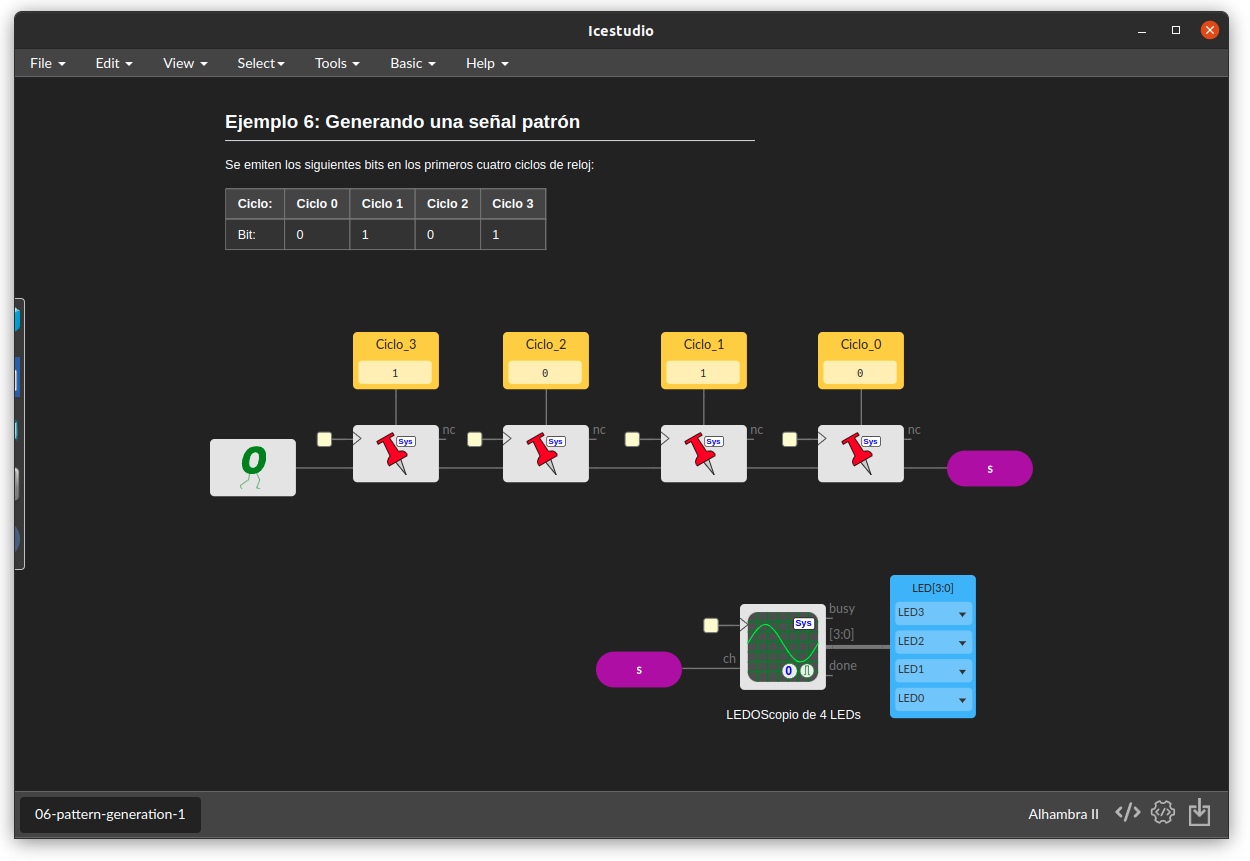 Icestudio
File Edit View Select Tools Basic Help
Ejemplo 6: Generando una señal patrón
Se emiten los siguientes bits en los primeros cuatro ciclos de reloj:
Ciclo: Ciclo 0 Ciclo 1 Ciclo 2 Ciclo 3
Bit: 0 1 0 1
Ciclo_3 Ciclo_2 Ciclo_1 Ciclo_0
1 0 1 0
nc nc nc nc
Sys Sys Sys Sys
0
s
LED[3:0]
busy
LED3
Sys
[3:0]
LED2
ch
done
s
0 1
LED1
LED0
LEDOScopio de 4 LEDs
06-pattern-generation-1
Alhambra II